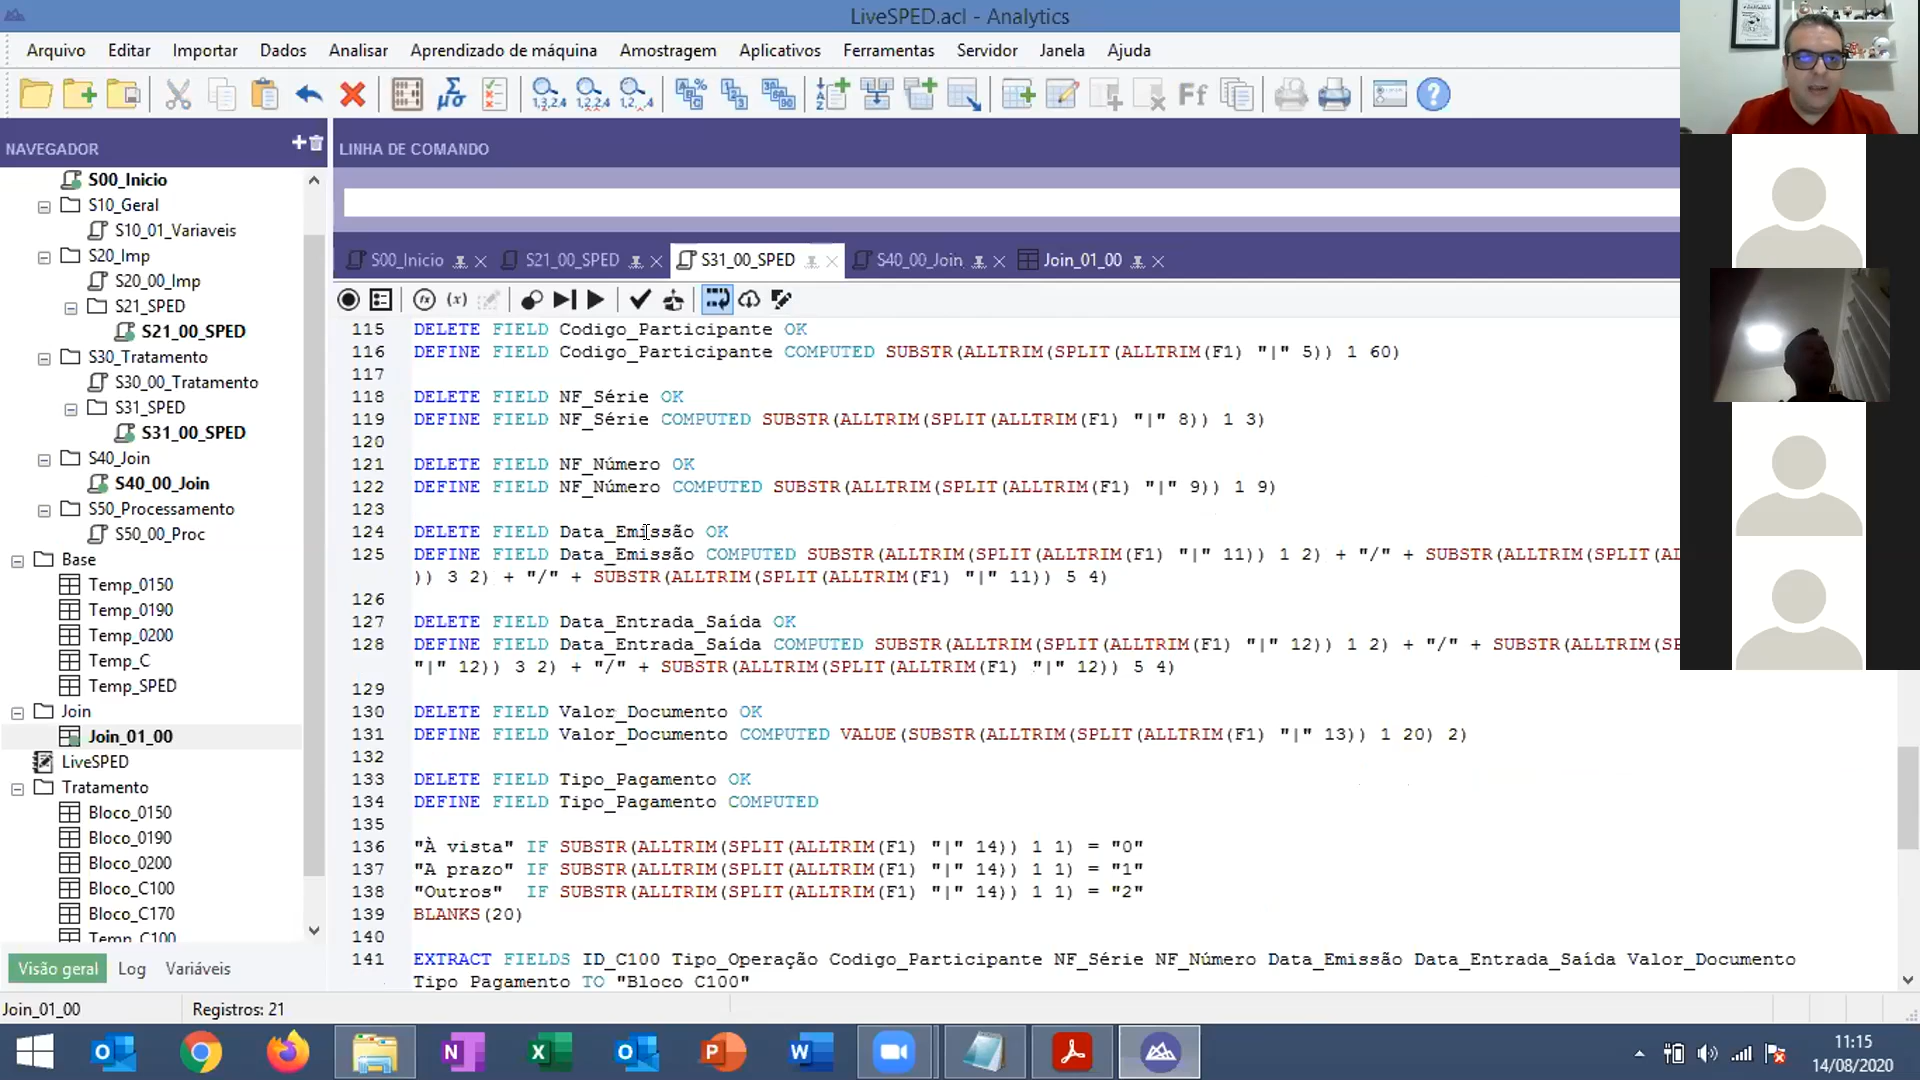 LiveSPED.acl - Analytics
Arquivo Editar Importar Dados Analisar Aprendizado de máquina Amostragem Aplicativos Ferramentas Servidor Janela Ajuda
NAVEGADOR
LINHA DE COMANDO
S00_Inicio
S10_Geral
S10_01_Variaveis
S20_Imp
S20_00_Imp
S21_SPED
S21_00_SPED
S30_Tratamento
S30_00_Tratamento
S31_SPED
S31_00_SPED
S40_Join
S40_00_Join
S50_Processamento
S50_00_Proc
Base
Temp_0150
Temp_0190
Temp_0200
Temp_C
Temp_SPED
Join
Join_01_00
LiveSPED
Tratamento
Bloco_0150
Bloco_0190
Bloco_0200
Bloco_C100
Bloco_C170
Temp_C100
Visão geral Log Variáveis
S00_Inicio S21_00_SPED S31_00_SPED S40_00_Join Join_01_00
115 DELETE FIELD Codigo_Participante OK
116 DEFINE FIELD Codigo_Participante COMPUTED SUBSTR(ALLTRIM(SPLIT(ALLTRIM(F1) "|" 5)) 1 60)
117
118 DELETE FIELD NF_Série OK
119 DEFINE FIELD NF_Série COMPUTED SUBSTR(ALLTRIM(SPLIT(ALLTRIM(F1) "|" 8)) 1 3)
120
121 DELETE FIELD NF_Número OK
122 DEFINE FIELD NF_Número COMPUTED SUBSTR(ALLTRIM(SPLIT(ALLTRIM(F1) "|" 9)) 1 9)
123
124 DELETE FIELD Data_Emissão OK
125 DEFINE FIELD Data_Emissão COMPUTED SUBSTR(ALLTRIM(SPLIT(ALLTRIM(F1) "|" 11)) 1 2) + "/" + SUBSTR(ALLTRIM(SPLIT(AL
)) 3 2) + "/" + SUBSTR(ALLTRIM(SPLIT(ALLTRIM(F1) "|" 11)) 5 4)
126
127 DELETE FIELD Data_Entrada_Saída OK
128 DEFINE FIELD Data_Entrada_Saída COMPUTED SUBSTR(ALLTRIM(SPLIT(ALLTRIM(F1) "|" 12)) 1 2) + "/" + SUBSTR(ALLTRIM(SP
"|" 12)) 3 2) + "/" + SUBSTR(ALLTRIM(SPLIT(ALLTRIM(F1) "|" 12)) 5 4)
129
130 DELETE FIELD Valor_Documento OK
131 DEFINE FIELD Valor_Documento COMPUTED VALUE(SUBSTR(ALLTRIM(SPLIT(ALLTRIM(F1) "|" 13)) 1 20) 2)
132
133 DELETE FIELD Tipo_Pagamento OK
134 DEFINE FIELD Tipo_Pagamento COMPUTED
135
136 "À vista" IF SUBSTR(ALLTRIM(SPLIT(ALLTRIM(F1) "|" 14)) 1 1) = "0"
137 "A prazo" IF SUBSTR(ALLTRIM(SPLIT(ALLTRIM(F1) "|" 14)) 1 1) = "1"
138 "Outros" IF SUBSTR(ALLTRIM(SPLIT(ALLTRIM(F1) "|" 14)) 1 1) = "2"
139 BLANKS(20)
140
141 EXTRACT FIELDS ID_C100 Tipo_Operação Codigo_Participante NF_Série NF_Número Data_Emissão Data_Entrada_Saída Valor_Documento
Tipo_Pagamento TO "Bloco_C100"
Join_01_00 Registros: 21
11:15
14/08/2020